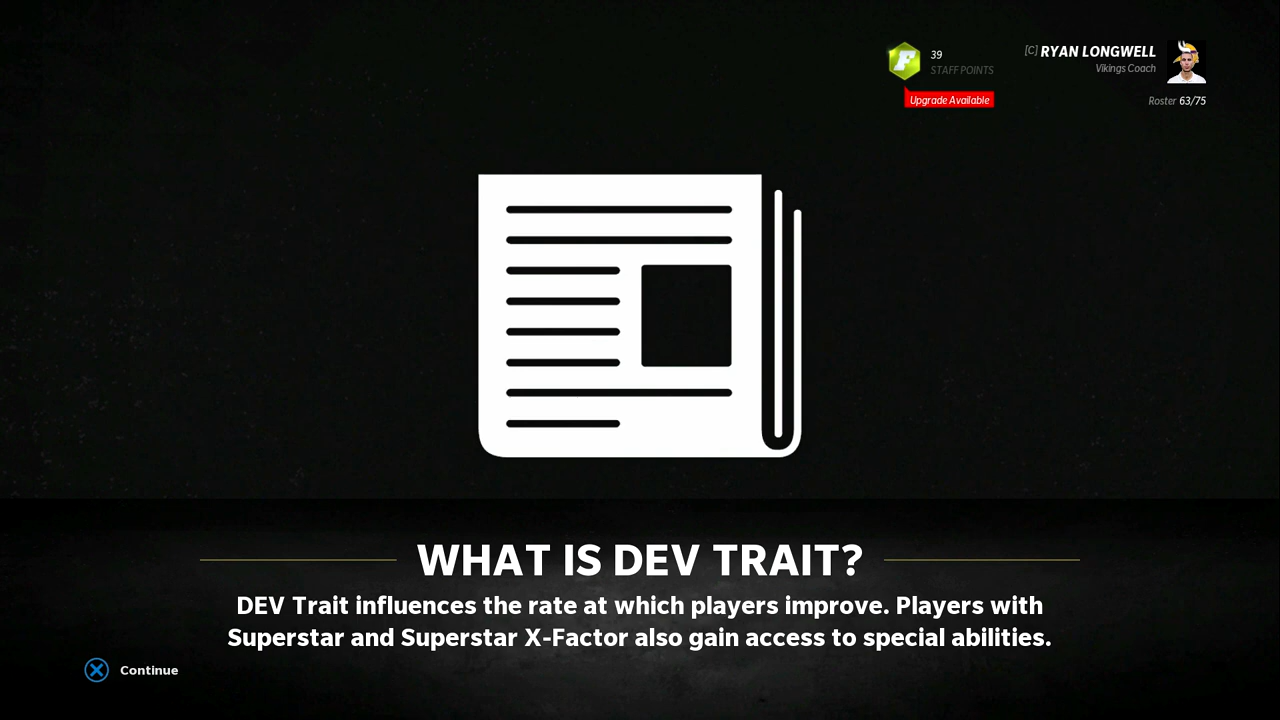 39
STAFF POINTS
Upgrade Available
[C] RYAN LONGWELL
Vikings Coach
Roster 63/75
WHAT IS DEV TRAIT?
DEV Trait influences the rate at which players improve. Players with
Superstar and Superstar X-Factor also gain access to special abilities.
Continue